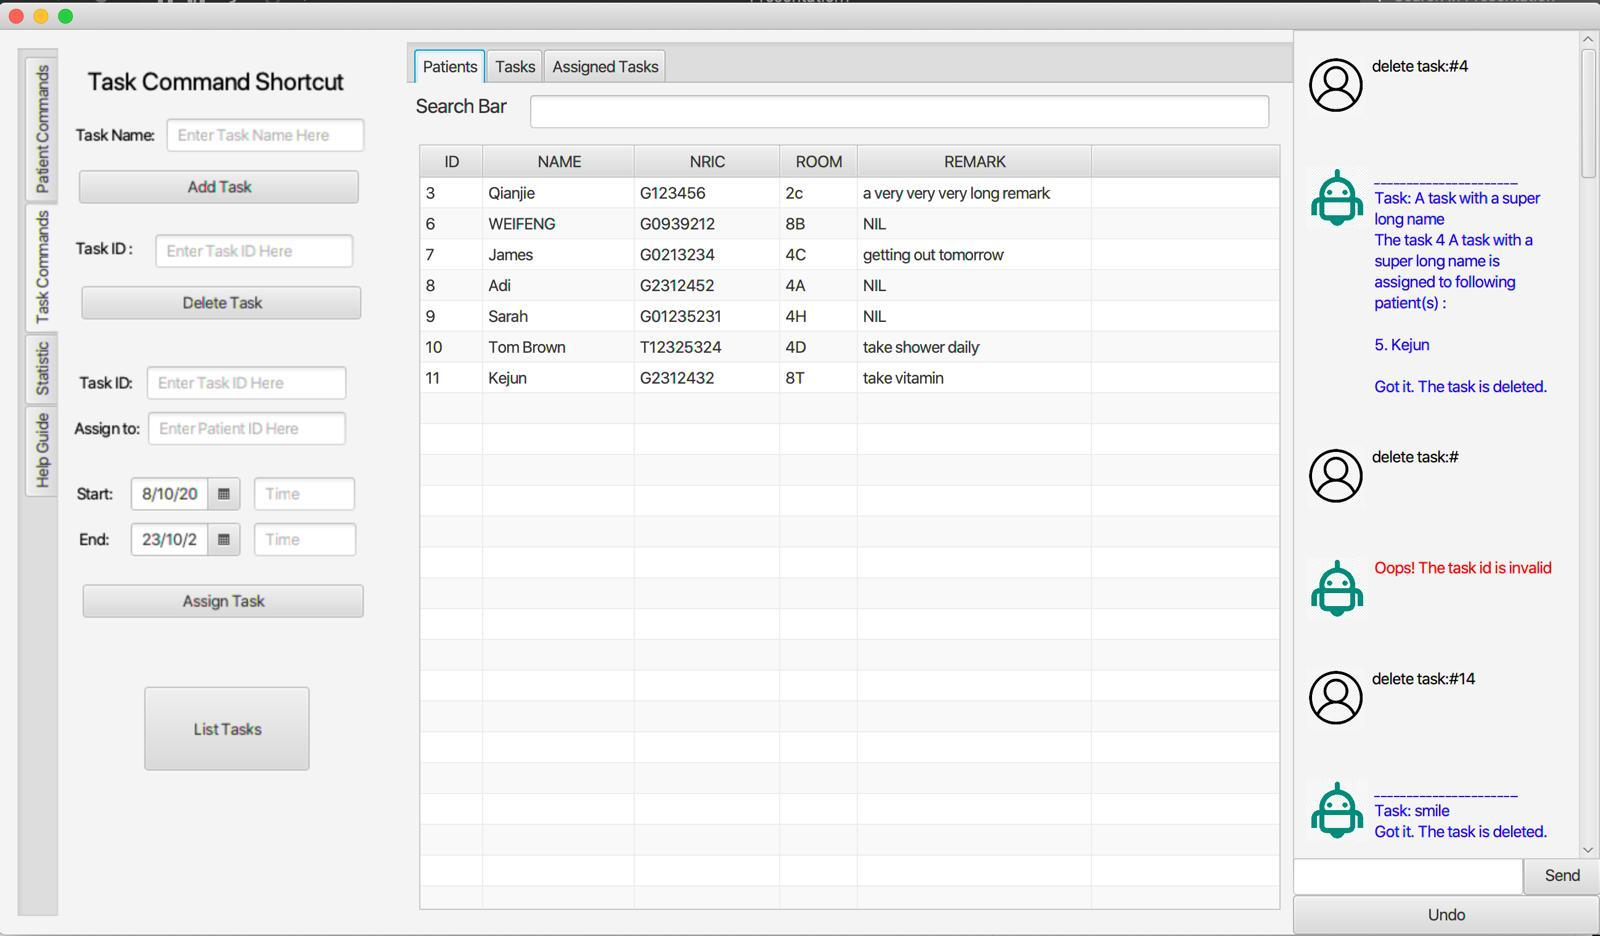 Patient Commands
Task Commands
Statistic
Help Guide
Task Command Shortcut
Task Name: Enter Task Name Here
Add Task
Task ID : Enter Task ID Here
Delete Task
Task ID: Enter Task ID Here
Assign to: Enter Patient ID Here
Start: 8/10/20 Time
End: 23/10/2 Time
Assign Task
List Tasks
Patients Tasks Assigned Tasks
Search Bar
ID NAME NRIC ROOM REMARK
3 Qianjie G123456 2c a very very very long remark
6 WEIFENG G0939212 8B NIL
7 James G0213234 4C getting out tomorrow
8 Adi G2312452 4A NIL
9 Sarah G01235231 4H NIL
10 Tom Brown T12325324 4D take shower daily
11 Kejun G2312432 8T take vitamin
delete task:#4
______________________
Task: A task with a super
long name
The task 4 A task with a
super long name is
assigned to following
patient(s) :
5. Kejun
Got it. The task is deleted.
delete task:#
Oops! The task id is invalid
delete task:#14
______________________
Task: smile
Got it. The task is deleted.
Send
Undo